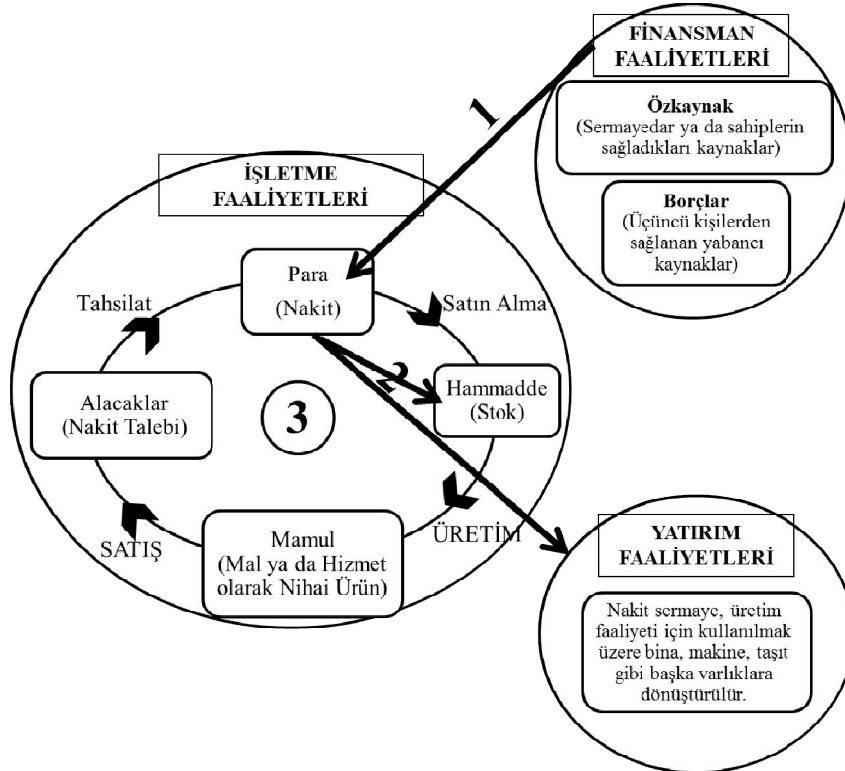 FİNANSMAN
FAALİYETLERİ
Özkaynak
(Sermayedar ya da sahiplerin
sağladıkları kaynaklar)
Borçlar
(Üçüncü kişilerden
sağlanan yabancı
kaynaklar)
1
İŞLETME
FAALİYETLERİ
Para
(Nakit)
Tahsilat
Satın Alma
2
Hammadde
(Stok)
Alacaklar
(Nakit Talebi)
3
SATIŞ
ÜRETİM
Mamul
(Mal ya da Hizmet
olarak Nihai Ürün)
YATIRIM
FAALİYETLERİ
Nakit sermaye, üretim
faaliyeti için kullanılmak
üzere bina, makine, taşıt
gibi başka varlıklara
dönüştürülür.